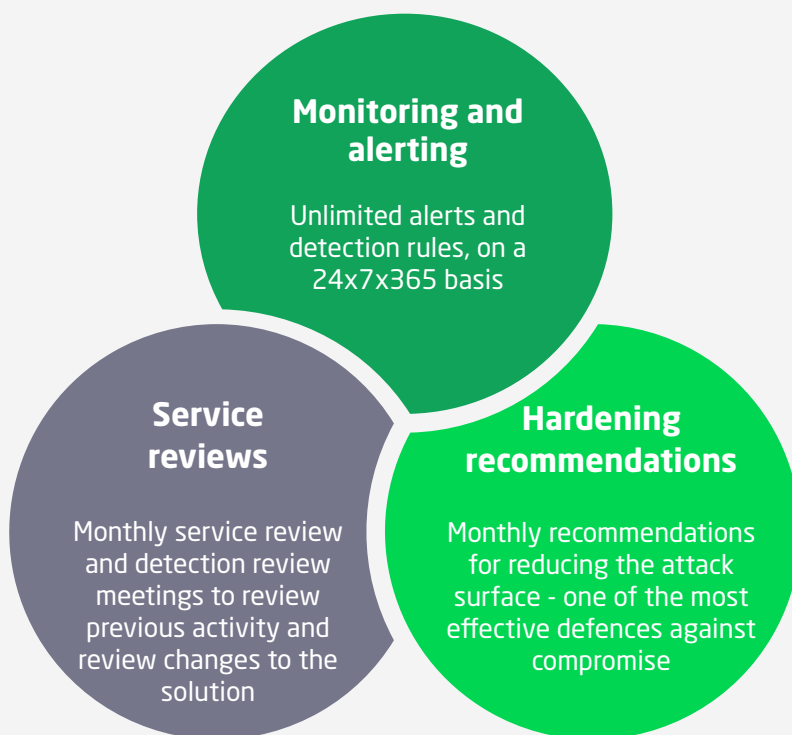 Monitoring and
alerting
Unlimited alerts and
detection rules, on a
24x7x365 basis
Service
reviews
Monthly service review
and detection review
meetings to review
previous activity and
review changes to the
solution
Hardening
recommendations
Monthly recommendations
for reducing the attack
surface - one of the most
effective defences against
compromise